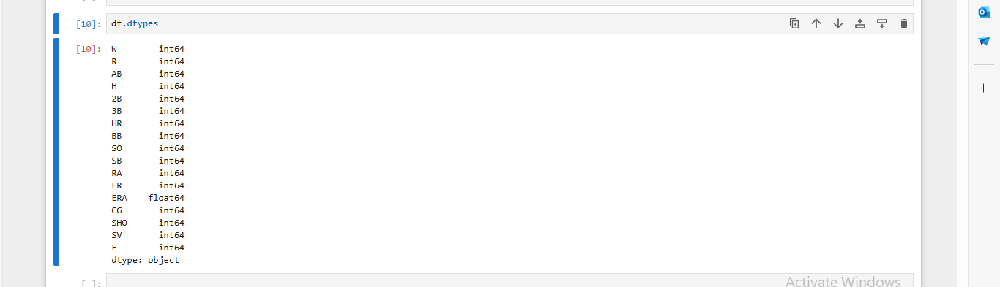 [10]: df.dtypes
[10]: W int64
R int64
AB int64
H int64
2B int64
3B int64
HR int64
BB int64
SO int64
SB int64
RA int64
ER int64
ERA float64
CG int64
SHO int64
SV int64
E int64
dtype: object
[ ]:
Activate Windows